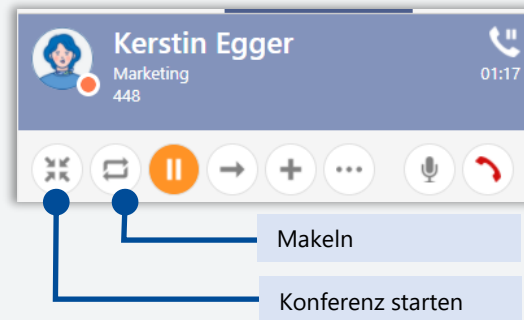 Kerstin Egger
Marketing
448
01:17
Makeln
Konferenz starten